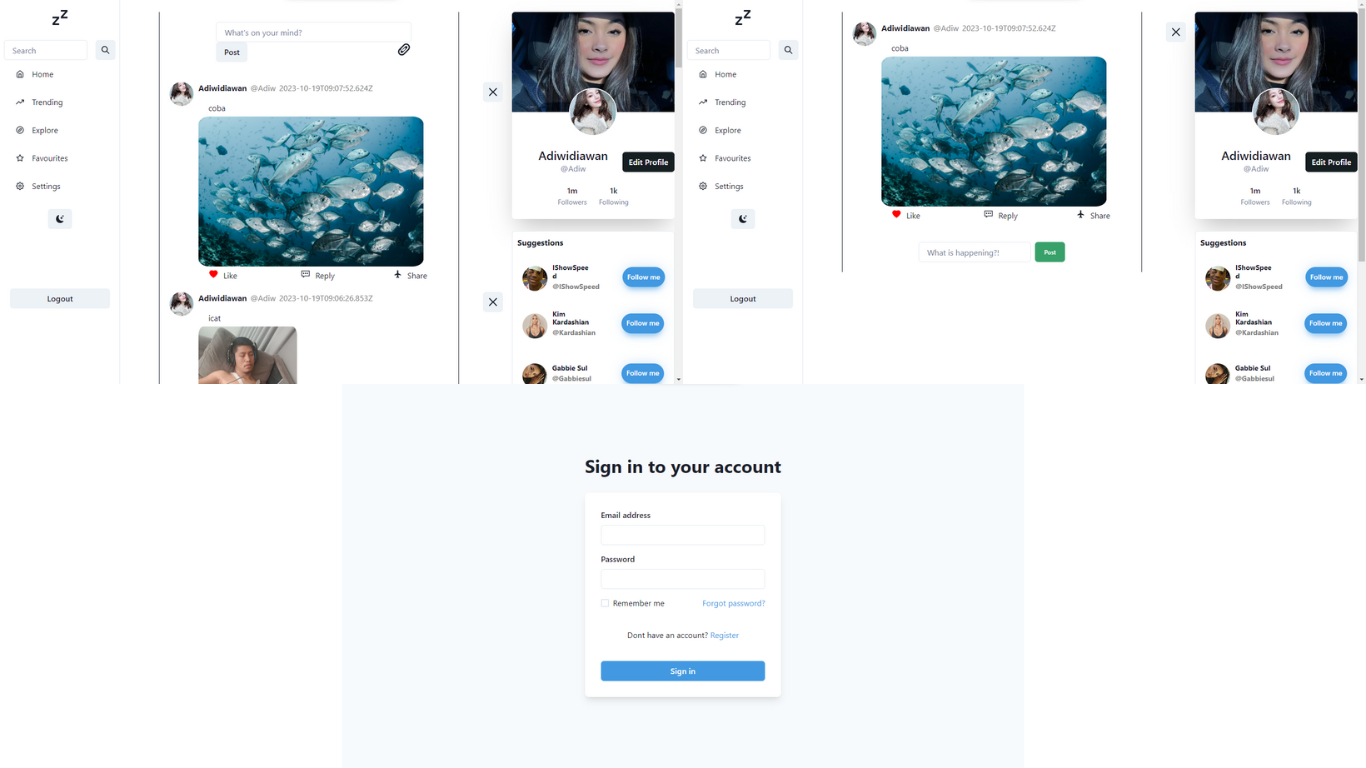 zZ
Search
Home
Trending
Explore
Favourites
Settings
Logout
What's on your mind?
Post
Adiwidiawan @Adiw 2023-10-19T09:07:52.624Z
coba
Like Reply Share
Adiwidiawan @Adiw 2023-10-19T09:06:26.853Z
icat
Adiwidiawan
@Adiw
Edit Profile
1m 1k
Followers Following
Suggestions
IShowSpee
d
@IShowSpeed
Follow me
Kim
Kardashian
@Kardashian
Follow me
Gabbie Sul
@Gabbiesul
Follow me
zZ
Search
Home
Trending
Explore
Favourites
Settings
Logout
Adiwidiawan @Adiw 2023-10-19T09:07:52.624Z
coba
Like Reply Share
What is happening?!
Post
Adiwidiawan
@Adiw
Edit Profile
1m 1k
Followers Following
Suggestions
IShowSpee
d
@IShowSpeed
Follow me
Kim
Kardashian
@Kardashian
Follow me
Gabbie Sul
@Gabbiesul
Follow me
Sign in to your account
Email address
Password
Remember me Forgot password?
Dont have an account? Register
Sign in